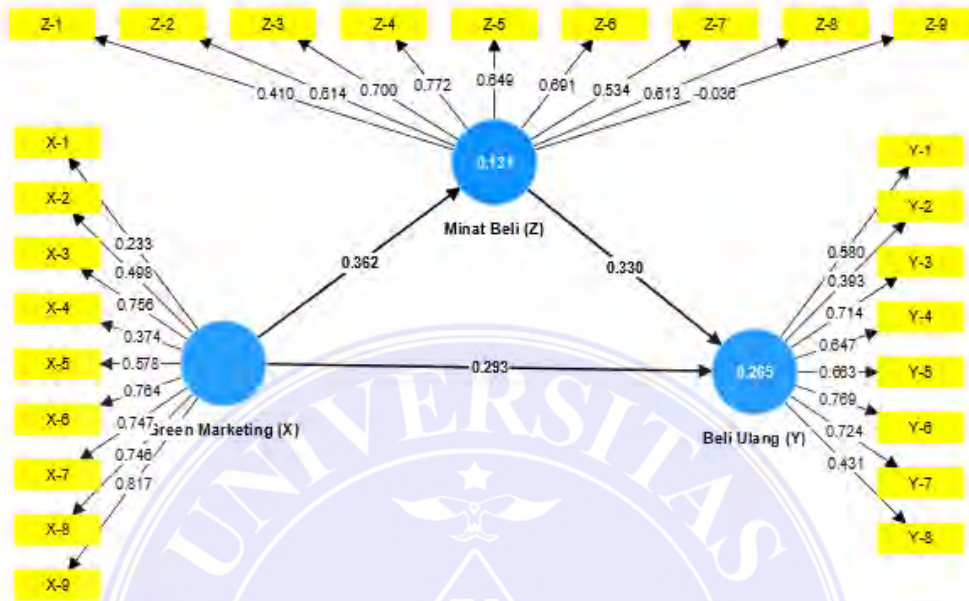 Z-1 Z-2 Z-3 Z-4 Z-5 Z-6 Z-7 Z-8 Z-9
0.410 0.614 0.700 0.772 0.649 0.691 0.534 0.613 -0.036
X-1
X-2
X-3
X-4
X-5
X-6
X-7
X-8
X-9
0.233
0.498
0.756
0.374
0.578
0.764
0.747
0.746
0.817
Green Marketing (X)
0.131
Minat Beli (Z)
0.362
0.330
0.293
0.265
Beli Ulang (Y)
0.580
0.393
0.714
0.647
0.663
0.769
0.724
0.431
Y-1
Y-2
Y-3
Y-4
Y-5
Y-6
Y-7
Y-8
UNIVERSITAS